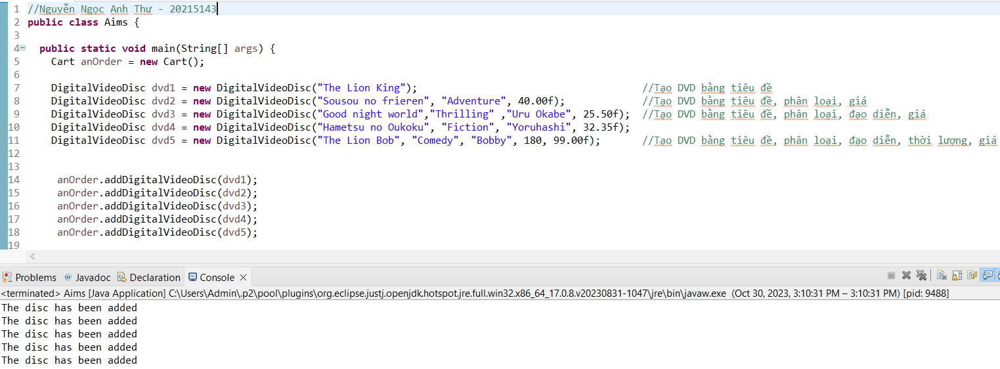 1 //Nguyễn Ngọc Anh Thư - 20215143
2 public class Aims {
3
4 public static void main(String[] args) {
5 Cart anOrder = new Cart();
6
7 DigitalVideoDisc dvd1 = new DigitalVideoDisc("The Lion King"); //Tạo DVD bằng tiêu đề
8 DigitalVideoDisc dvd2 = new DigitalVideoDisc("Sousou no frieren", "Adventure", 40.00f); //Tạo DVD bằng tiêu đề, phân loại, giá
9 DigitalVideoDisc dvd3 = new DigitalVideoDisc("Good night world","Thrilling" ,"Uru Okabe", 25.50f); //Tạo DVD bằng tiêu đề, phân loại, đạo diễn, giá
10 DigitalVideoDisc dvd4 = new DigitalVideoDisc("Hametsu no Oukoku", "Fiction", "Yoruhashi", 32.35f);
11 DigitalVideoDisc dvd5 = new DigitalVideoDisc("The Lion Bob", "Comedy", "Bobby", 180, 99.00f); //Tạo DVD bằng tiêu đề, phân loại, đạo diễn, thời lượng, giá
12
13
14 anOrder.addDigitalVideoDisc(dvd1);
15 anOrder.addDigitalVideoDisc(dvd2);
16 anOrder.addDigitalVideoDisc(dvd3);
17 anOrder.addDigitalVideoDisc(dvd4);
18 anOrder.addDigitalVideoDisc(dvd5);
19
Problems @ Javadoc Declaration Console
<terminated> Aims [Java Application] C:\Users\Admin\.p2\pool\plugins\org.eclipse.justj.openjdk.hotspot.jre.full.win32.x86_64_17.0.8.v20230831-1047\jre\bin\javaw.exe (Oct 30, 2023, 3:10:31 PM – 3:10:31 PM) [pid: 9488]
The disc has been added
The disc has been added
The disc has been added
The disc has been added
The disc has been added